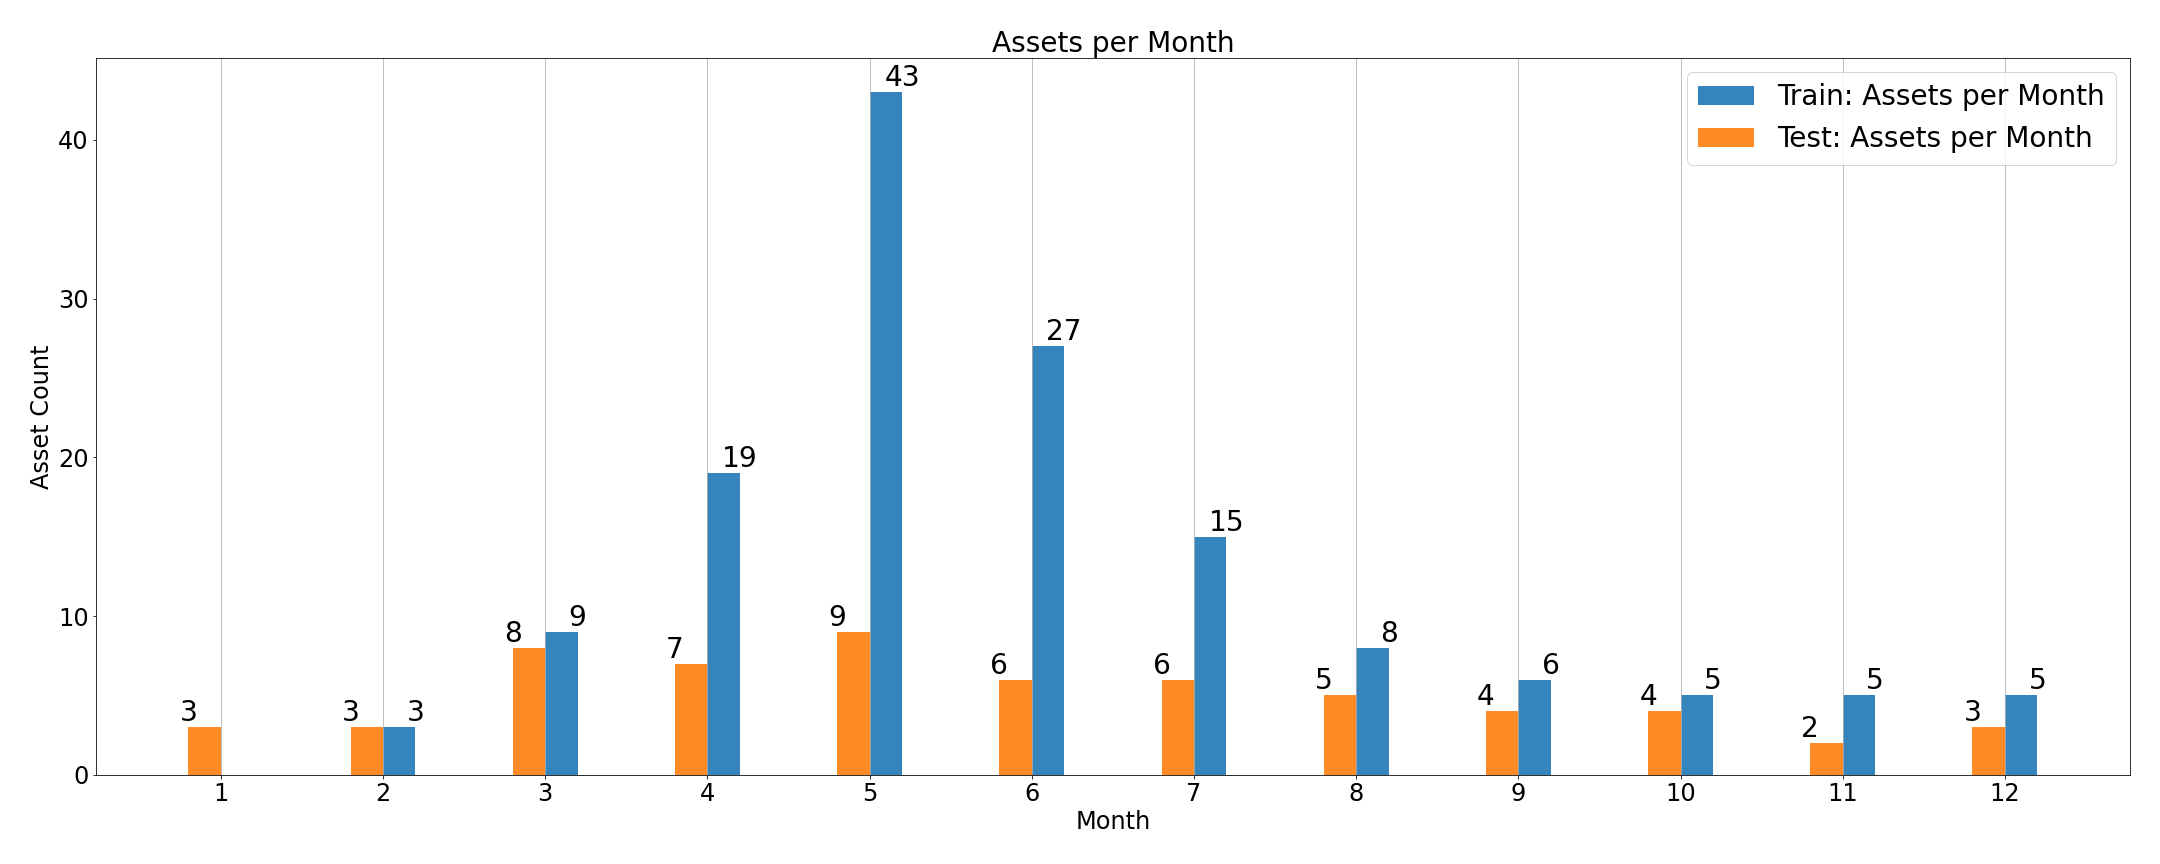 Assets per Month
Train: Assets per Month
Test: Assets per Month
Asset Count
40
30
20
10
0
3
3 3
8 9
7 19
9 43
6 27
6 15
5 8
4 6
4 5
2 5
3 5
1 2 3 4 5 6 7 8 9 10 11 12
Month